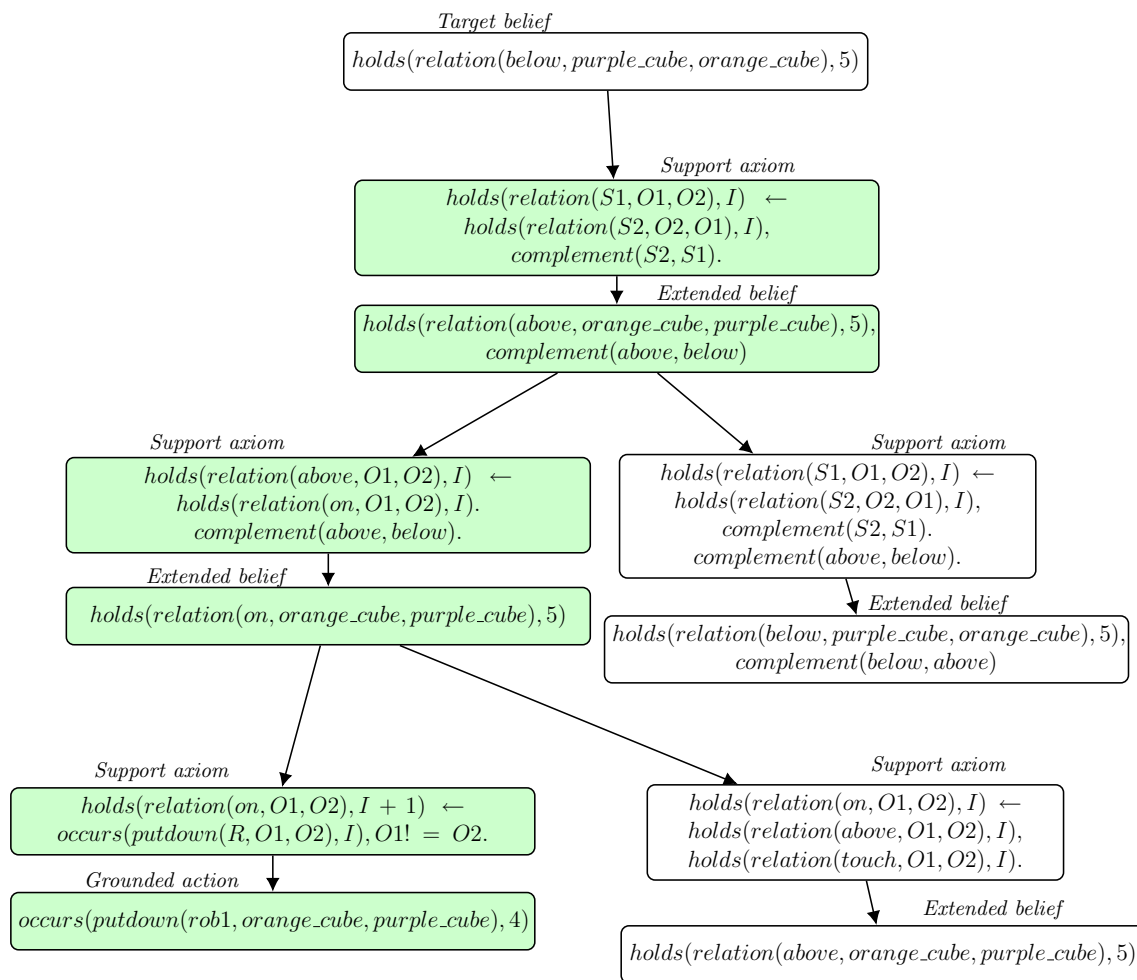 Target belief
holds(relation(below, purple_cube, orange_cube), 5)
Support axiom
holds(relation(S1, O1, O2), I) ←
holds(relation(S2, O2, O1), I),
complement(S2, S1).
Extended belief
holds(relation(above, orange_cube, purple_cube), 5),
complement(above, below)
Support axiom
holds(relation(above, O1, O2), I) ←
holds(relation(on, O1, O2), I).
complement(above, below).
Extended belief
holds(relation(on, orange_cube, purple_cube), 5)
Support axiom
holds(relation(S1, O1, O2), I) ←
holds(relation(S2, O2, O1), I),
complement(S2, S1).
complement(above, below).
Extended belief
holds(relation(below, purple_cube, orange_cube), 5),
complement(below, above)
Support axiom
holds(relation(on, O1, O2), I + 1) ←
occurs(putdown(R, O1, O2), I), O1! = O2.
Grounded action
occurs(putdown(rob1, orange_cube, purple_cube), 4)
Support axiom
holds(relation(on, O1, O2), I) ←
holds(relation(above, O1, O2), I),
holds(relation(touch, O1, O2), I).
Extended belief
holds(relation(above, orange_cube, purple_cube), 5)